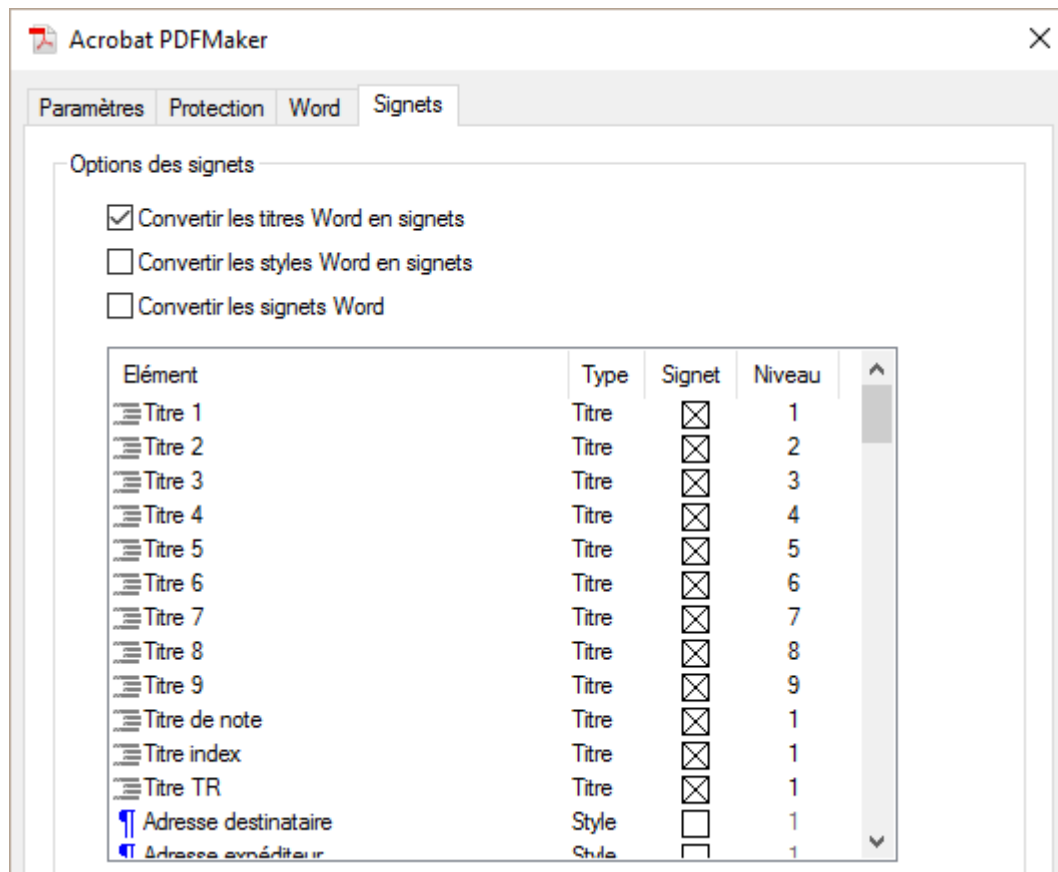 Acrobat PDFMaker
Paramètres Protection Word Signets
Options des signets
Convertir les titres Word en signets
Convertir les styles Word en signets
Convertir les signets Word
Elément Type Signet Niveau
Titre 1 Titre 1
Titre 2 Titre 2
Titre 3 Titre 3
Titre 4 Titre 4
Titre 5 Titre 5
Titre 6 Titre 6
Titre 7 Titre 7
Titre 8 Titre 8
Titre 9 Titre 9
Titre de note Titre 1
Titre index Titre 1
Titre TR Titre 1
Adresse destinataire Style 1
Adresse expéditeur Style 1